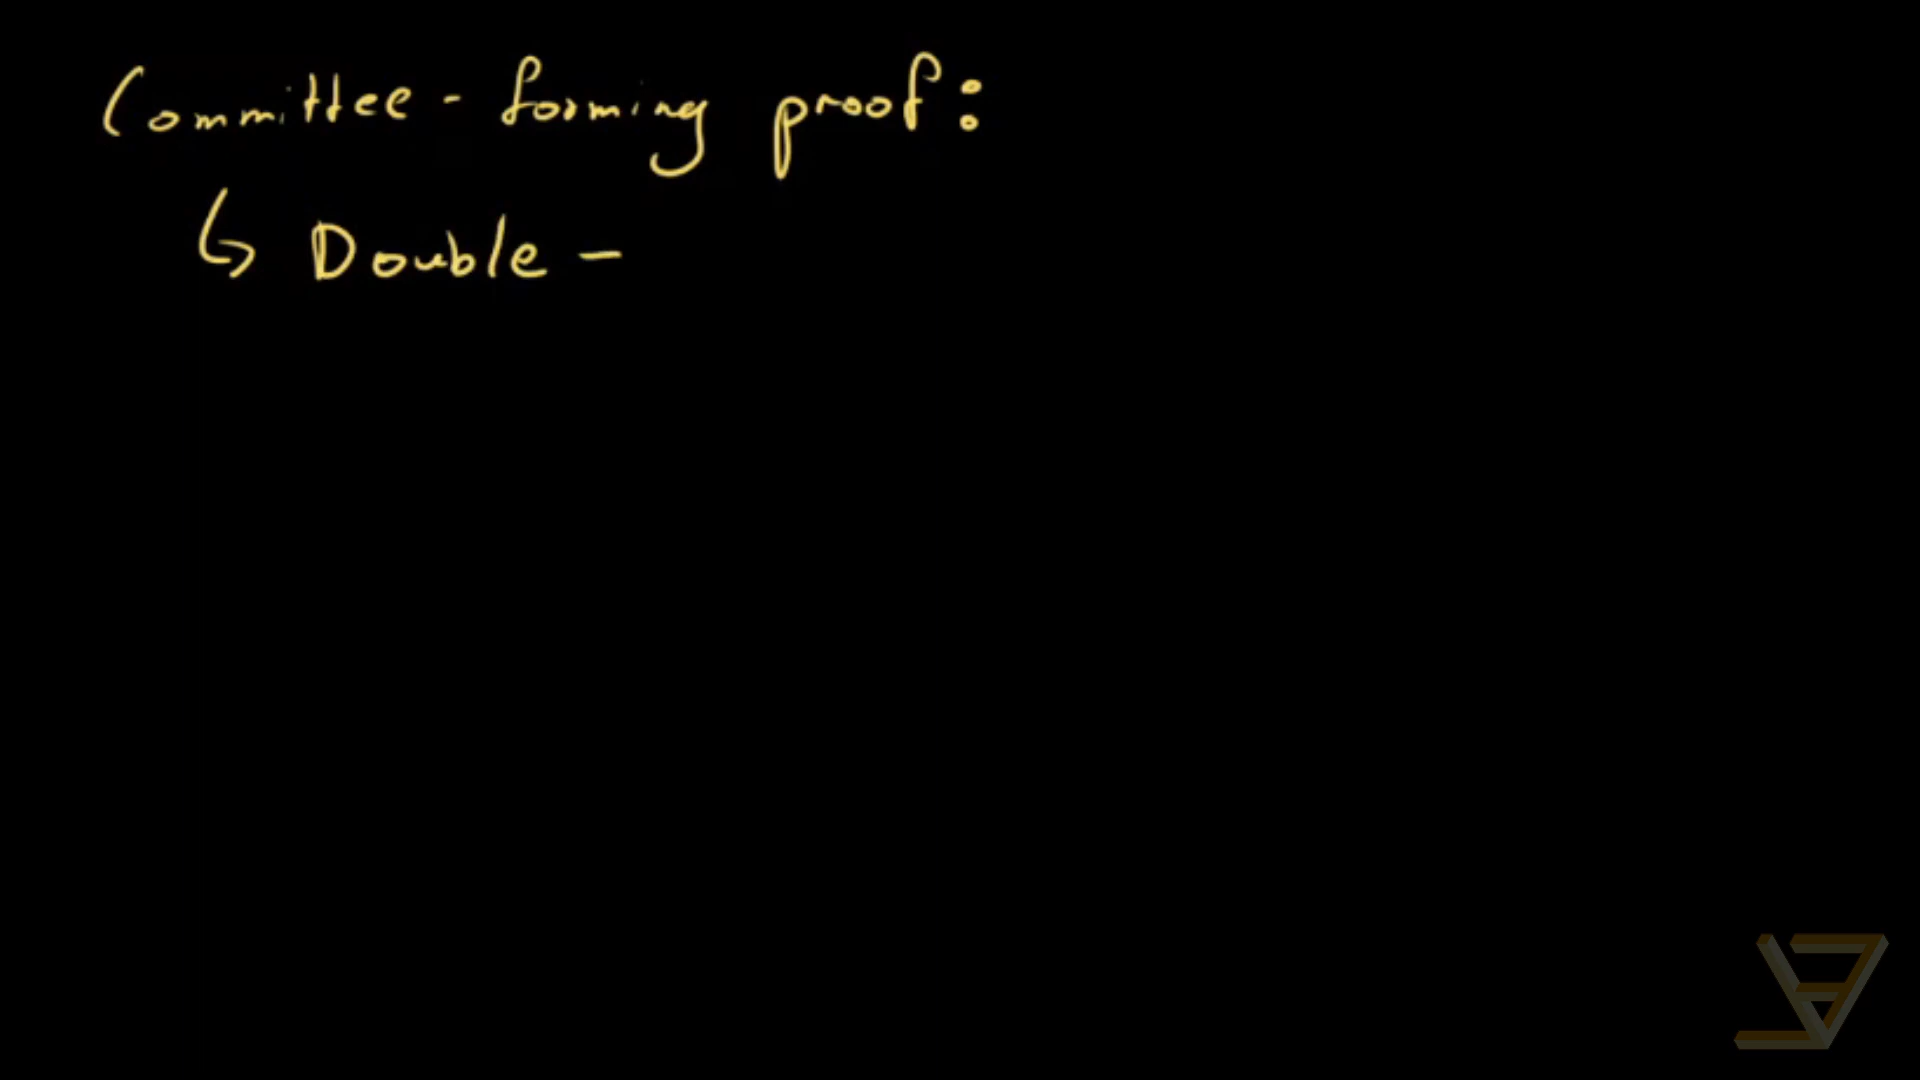 Committee - forming proof:
↳ Double -